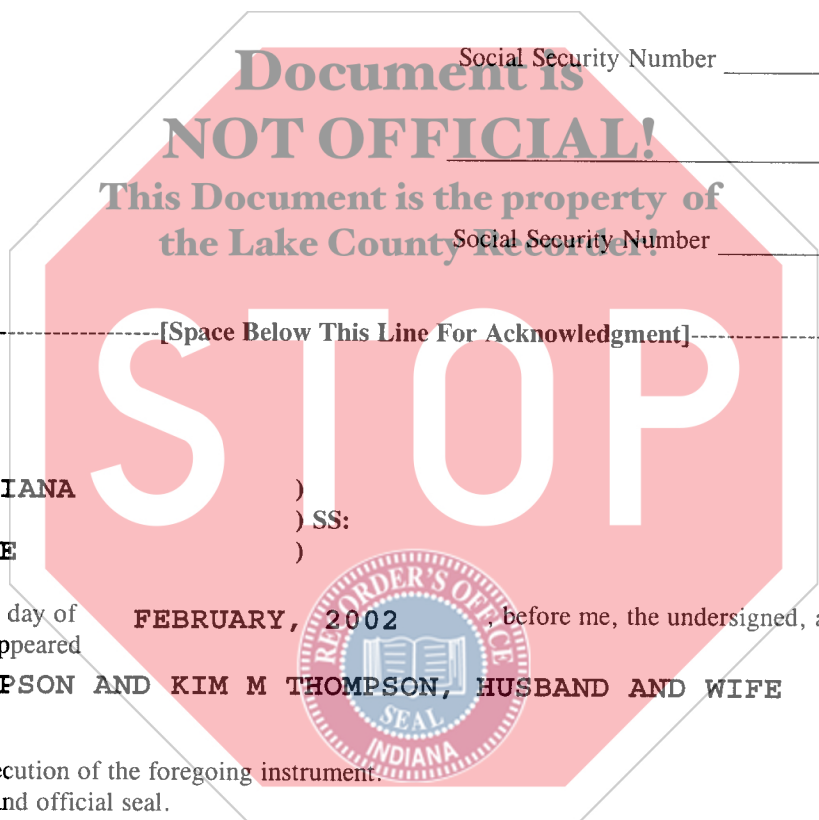 Social Security Number
Document is
NOT OFFICIAL!
This Document is the property of
the Lake County Recorder!
Social Security Number
[Space Below This Line For Acknowledgment]
STOP
IANA )
) SS:
E )
day of FEBRUARY, 2002 , before me, the undersigned, a
ppeared
PSON AND KIM M THOMPSON, HUSBAND AND WIFE
RECORDER'S OFFICE
SEAL
INDIANA
ecution of the foregoing instrument.
nd official seal.